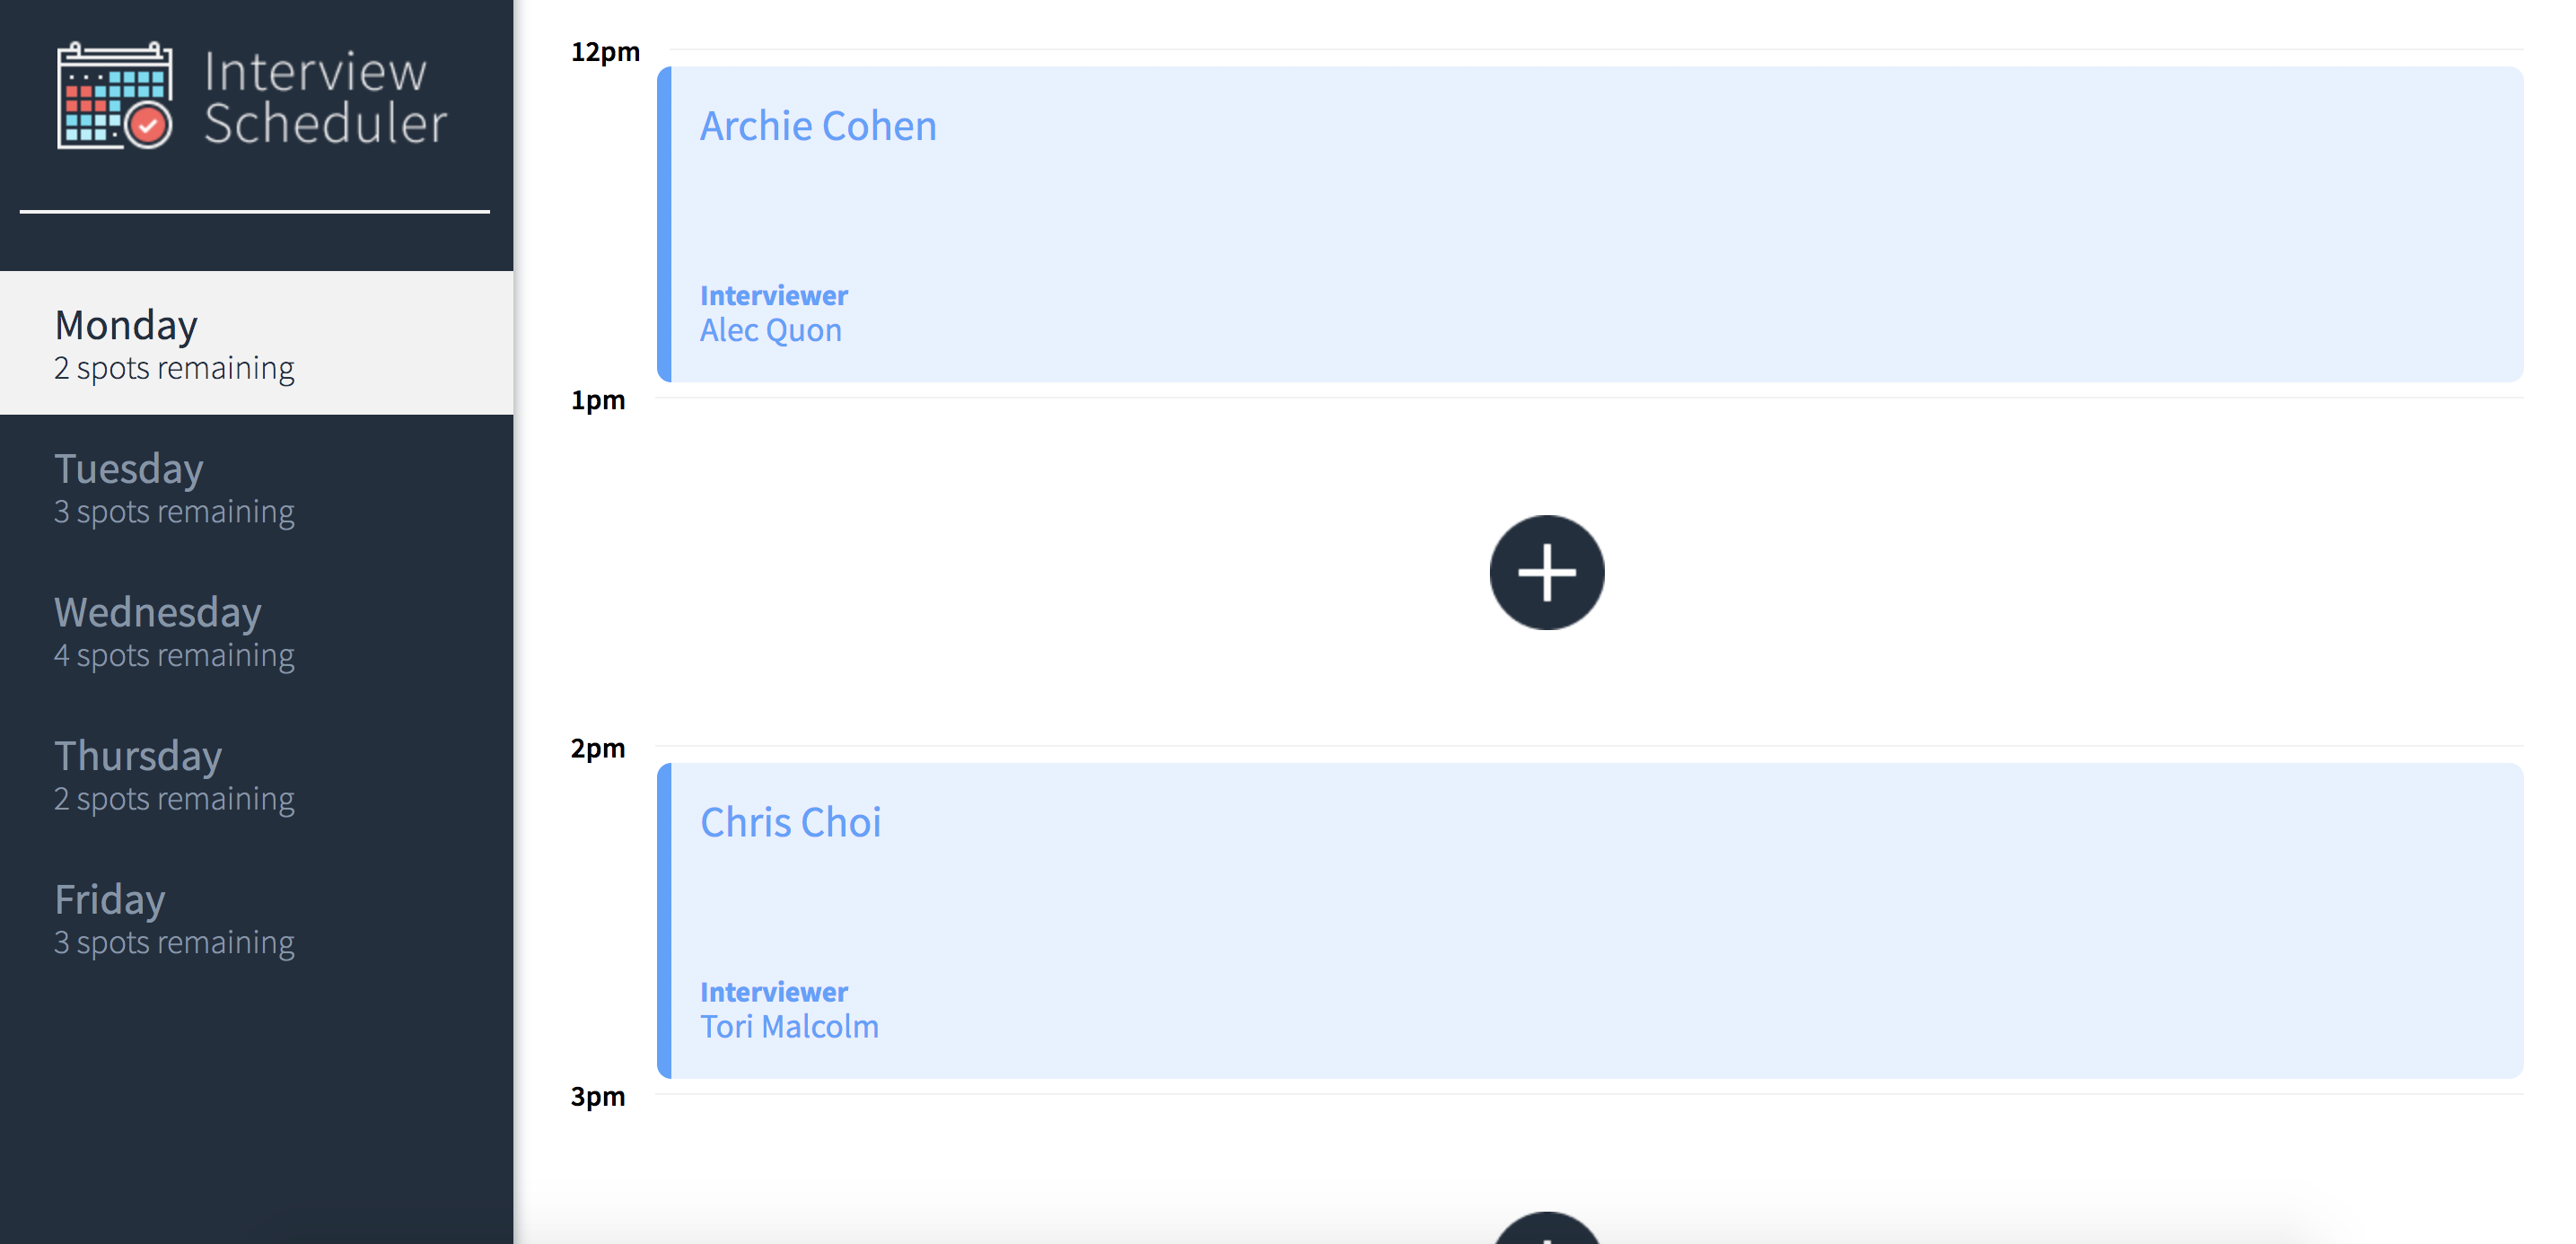 Interview
Scheduler
Monday
2 spots remaining
Tuesday
3 spots remaining
Wednesday
4 spots remaining
Thursday
2 spots remaining
Friday
3 spots remaining
12pm
Archie Cohen
Interviewer
Alec Quon
1pm
2pm
Chris Choi
Interviewer
Tori Malcolm
3pm